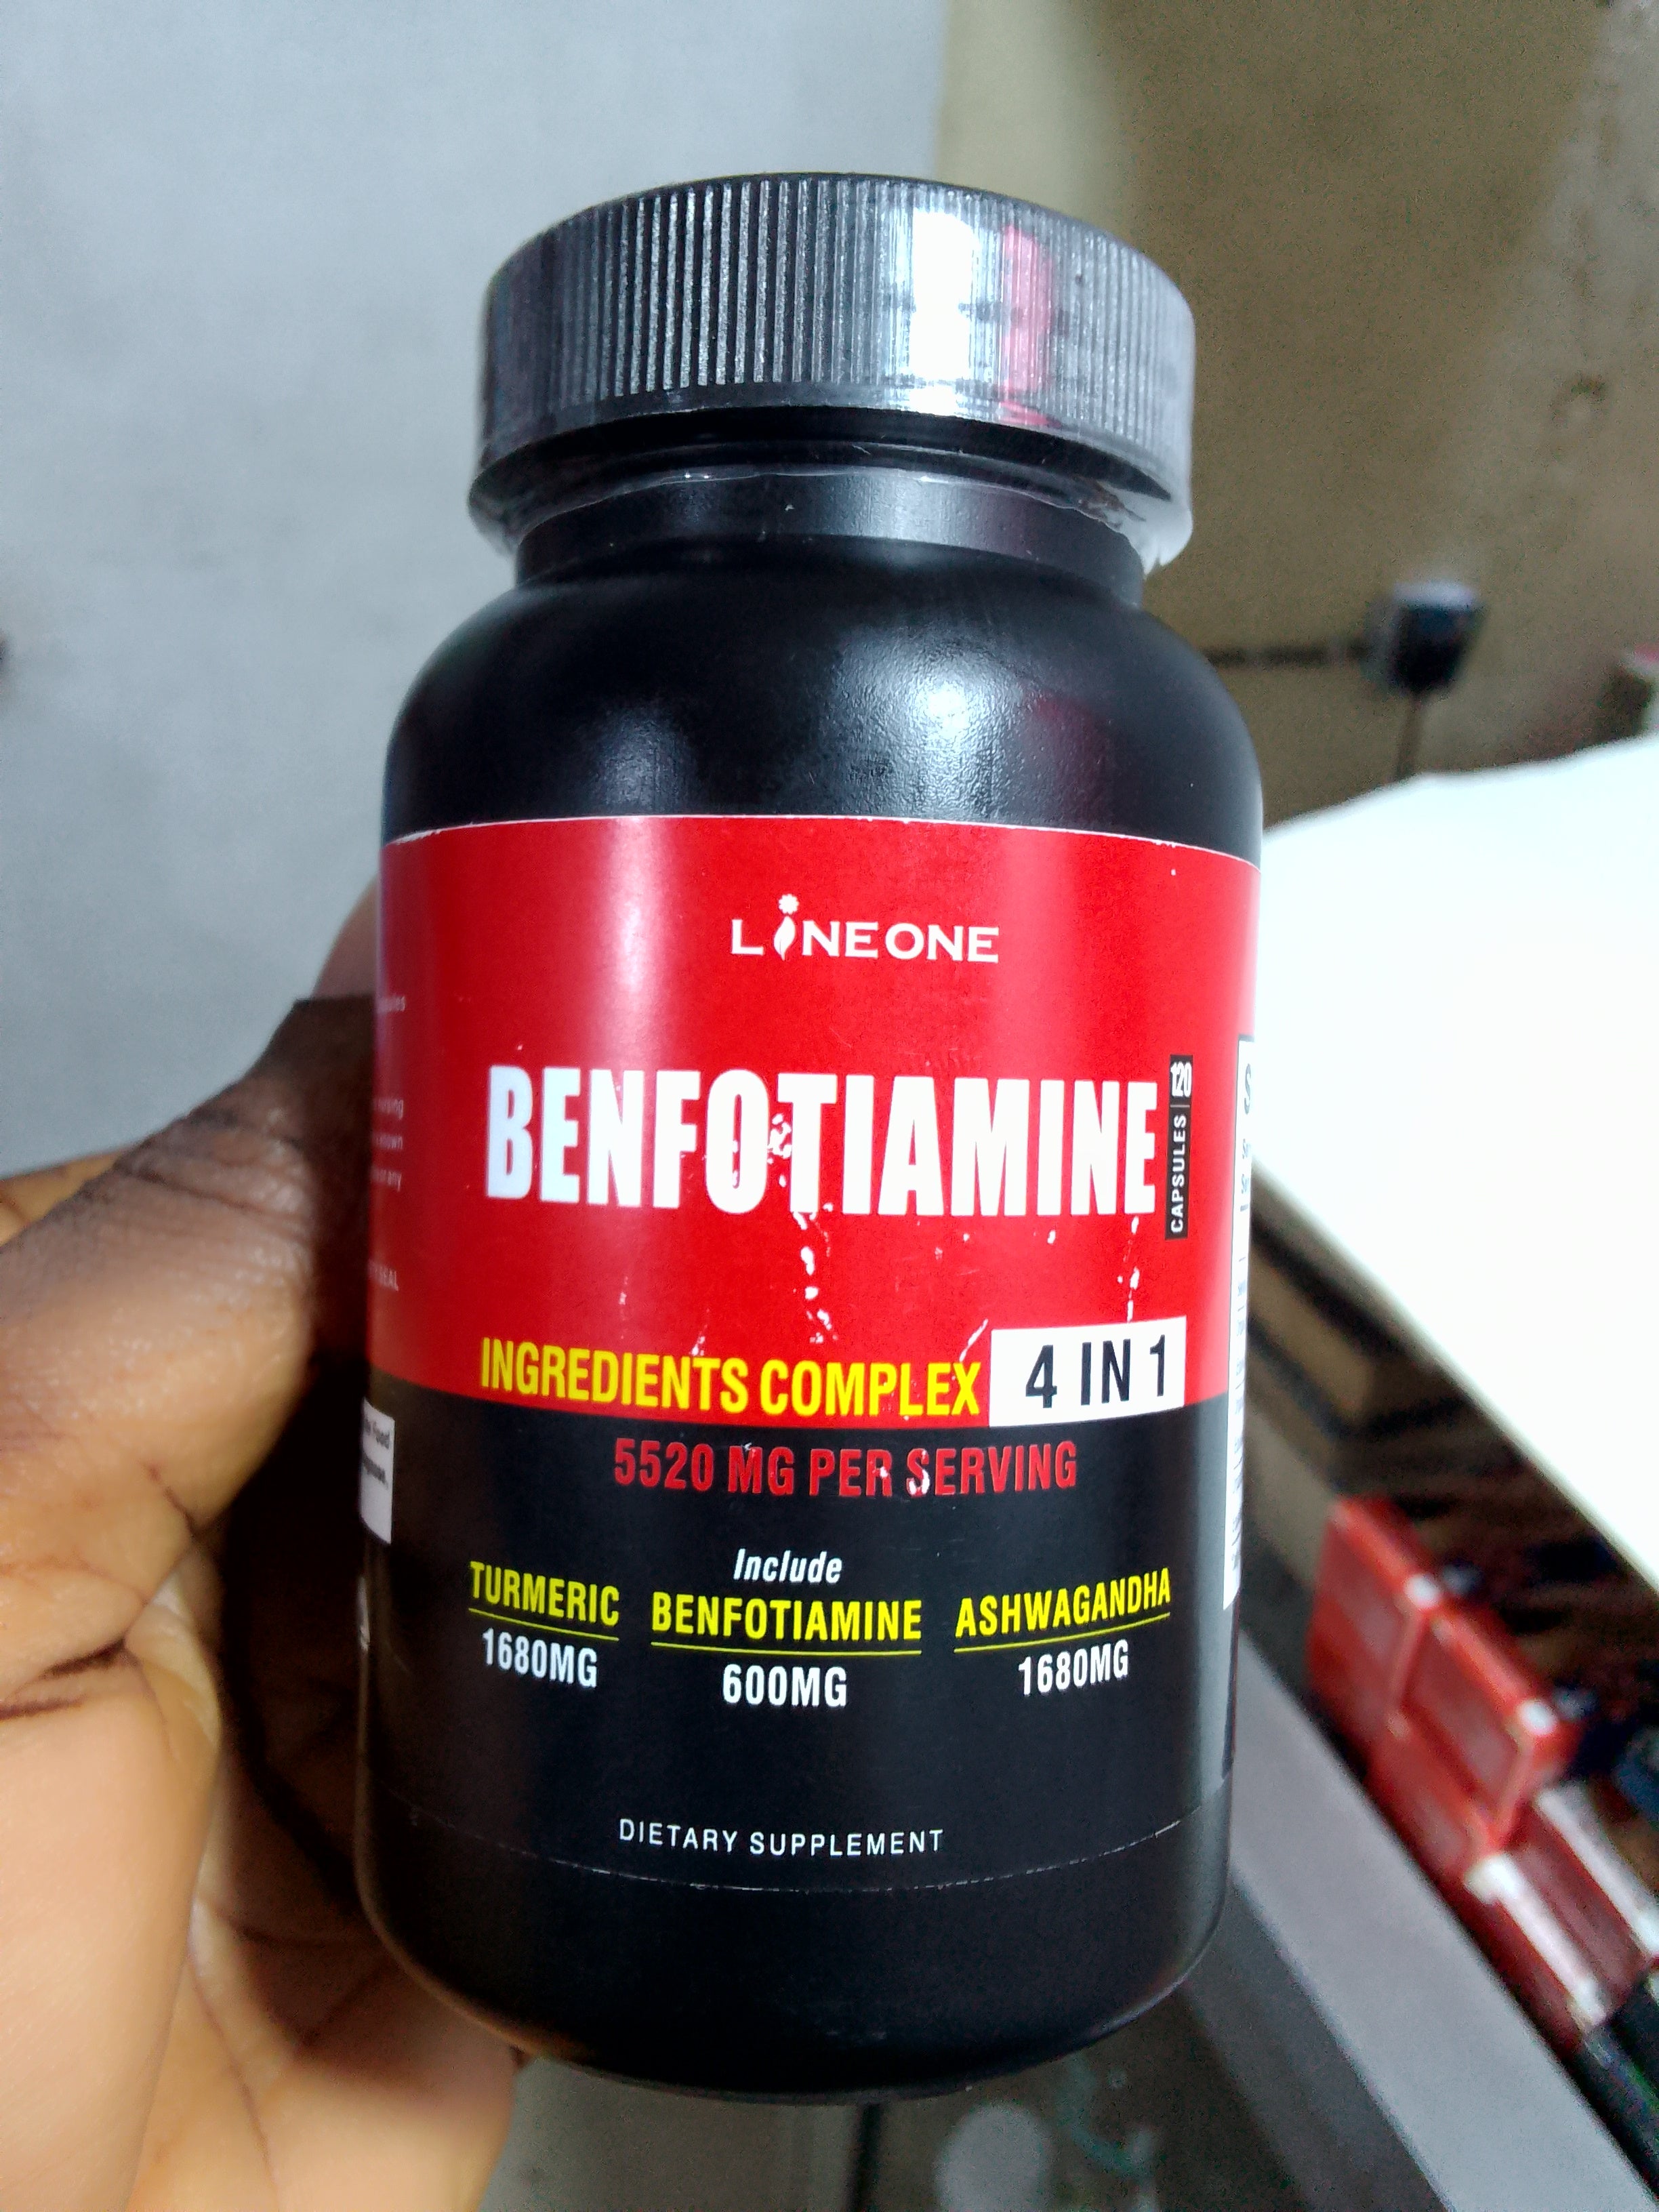 LINEONE
BENFOTIAMINE
CAPSULES 120
INGREDIENTS COMPLEX 4 IN 1
5520 MG PER SERVING
Include
TURMERIC BENFOTIAMINE ASHWAGANDHA
1680MG 600MG 1680MG
DIETARY SUPPLEMENT
SEAL